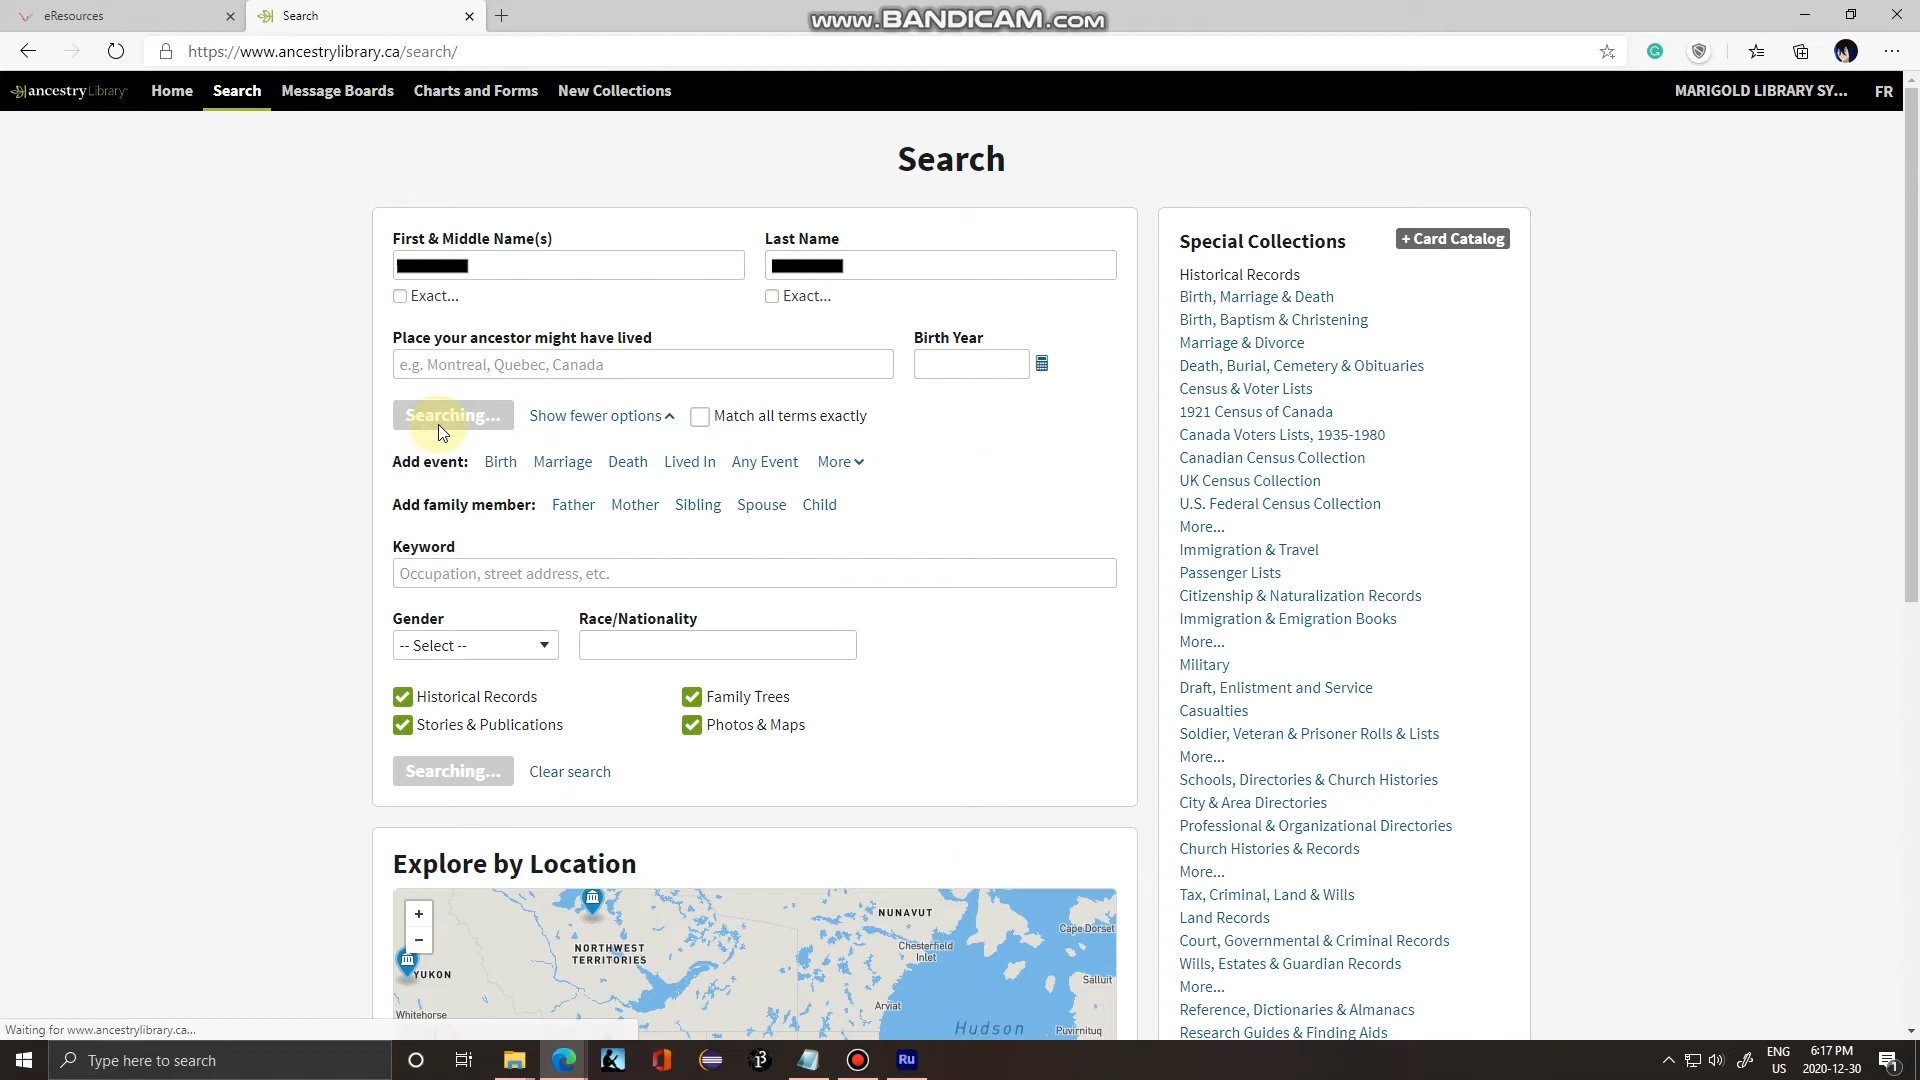 eResources
Search
www.BANDICAM.com
https://www.ancestrylibrary.ca/search/
ancestryLibrary
Home
Search
Message Boards
Charts and Forms
New Collections
MARIGOLD LIBRARY SY...
FR
Search
First & Middle Name(s)
Last Name
Exact...
Exact...
Place your ancestor might have lived
Birth Year
e.g. Montreal, Quebec, Canada
Searching...
Show fewer options
Match all terms exactly
Add event: Birth Marriage Death Lived In Any Event More
Add family member: Father Mother Sibling Spouse Child
Keyword
Occupation, street address, etc.
Gender
Race/Nationality
-- Select --
Historical Records
Family Trees
Stories & Publications
Photos & Maps
Searching...
Clear search
Explore by Location
+
−
NUNAVUT
Cape Dorset
NORTHWEST
TERRITORIES
Chesterfield
Inlet
YUKON
Salluit
Arviat
Whitehorse
Hudson
Puvirnituq
Special Collections
+ Card Catalog
Historical Records
Birth, Marriage & Death
Birth, Baptism & Christening
Marriage & Divorce
Death, Burial, Cemetery & Obituaries
Census & Voter Lists
1921 Census of Canada
Canada Voters Lists, 1935-1980
Canadian Census Collection
UK Census Collection
U.S. Federal Census Collection
More...
Immigration & Travel
Passenger Lists
Citizenship & Naturalization Records
Immigration & Emigration Books
More...
Military
Draft, Enlistment and Service
Casualties
Soldier, Veteran & Prisoner Rolls & Lists
More...
Schools, Directories & Church Histories
City & Area Directories
Professional & Organizational Directories
Church Histories & Records
More...
Tax, Criminal, Land & Wills
Land Records
Court, Governmental & Criminal Records
Wills, Estates & Guardian Records
More...
Reference, Dictionaries & Almanacs
Research Guides & Finding Aids
Waiting for www.ancestrylibrary.ca...
Type here to search
Ru
ENG
US
6:17 PM
2020-12-30
1